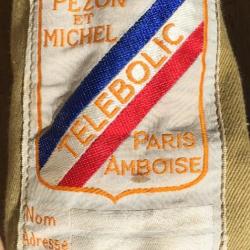 PEZON
ET
MICHEL
TELEBOLIC
PARIS
AMBOISE
Nom
Adresse